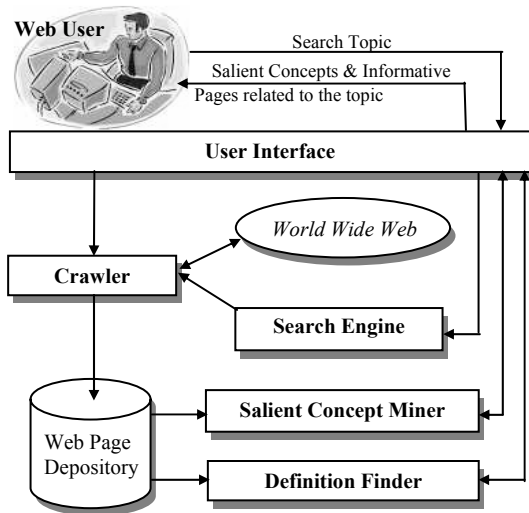 Web User
Search Topic
Salient Concepts & Informative
Pages related to the topic
User Interface
World Wide Web
Crawler
Search Engine
Salient Concept Miner
Web Page
Depository
Definition Finder